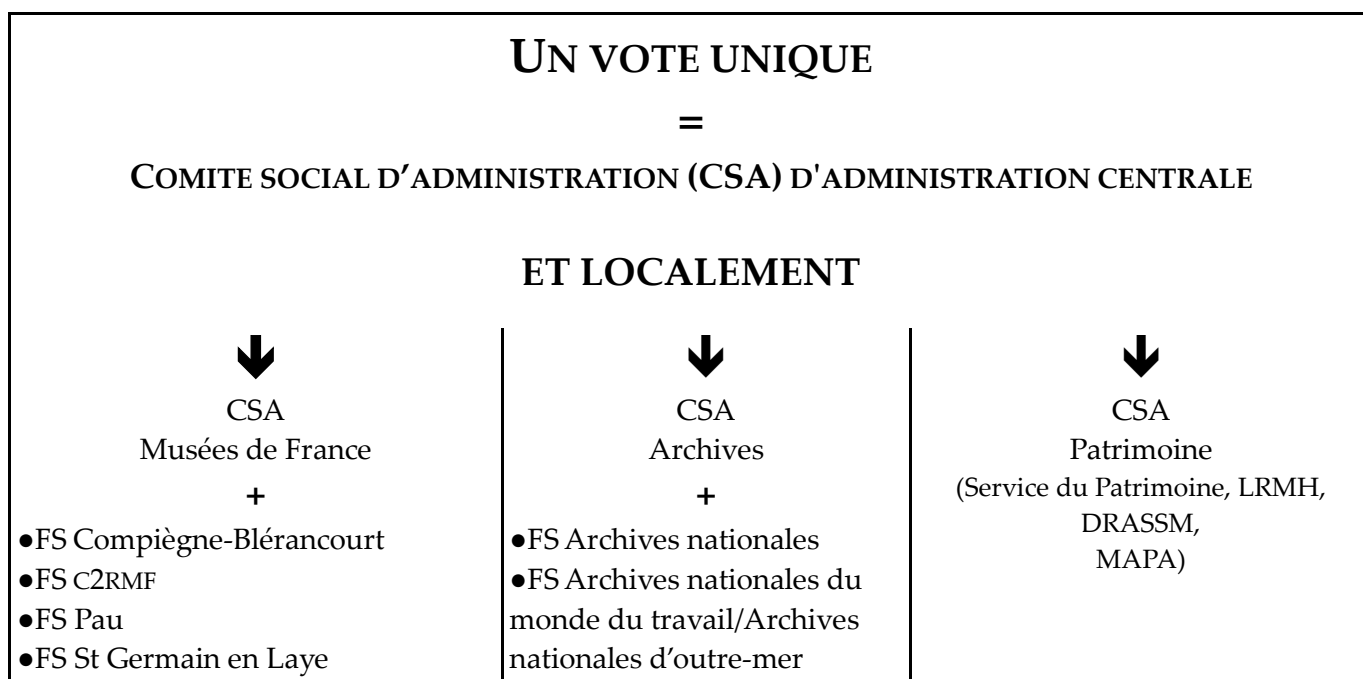 UN VOTE UNIQUE
=
COMITE SOCIAL D’ADMINISTRATION (CSA) D'ADMINISTRATION CENTRALE
ET LOCALEMENT
CSA
Musées de France
+
●FS Compiègne-Blérancourt
●FS C2RMF
●FS Pau
●FS St Germain en Laye
CSA
Archives
+
●FS Archives nationales
●FS Archives nationales du
monde du travail/Archives
nationales d’outre-mer
CSA
Patrimoine
(Service du Patrimoine, LRMH,
DRASSM,
MAPA)